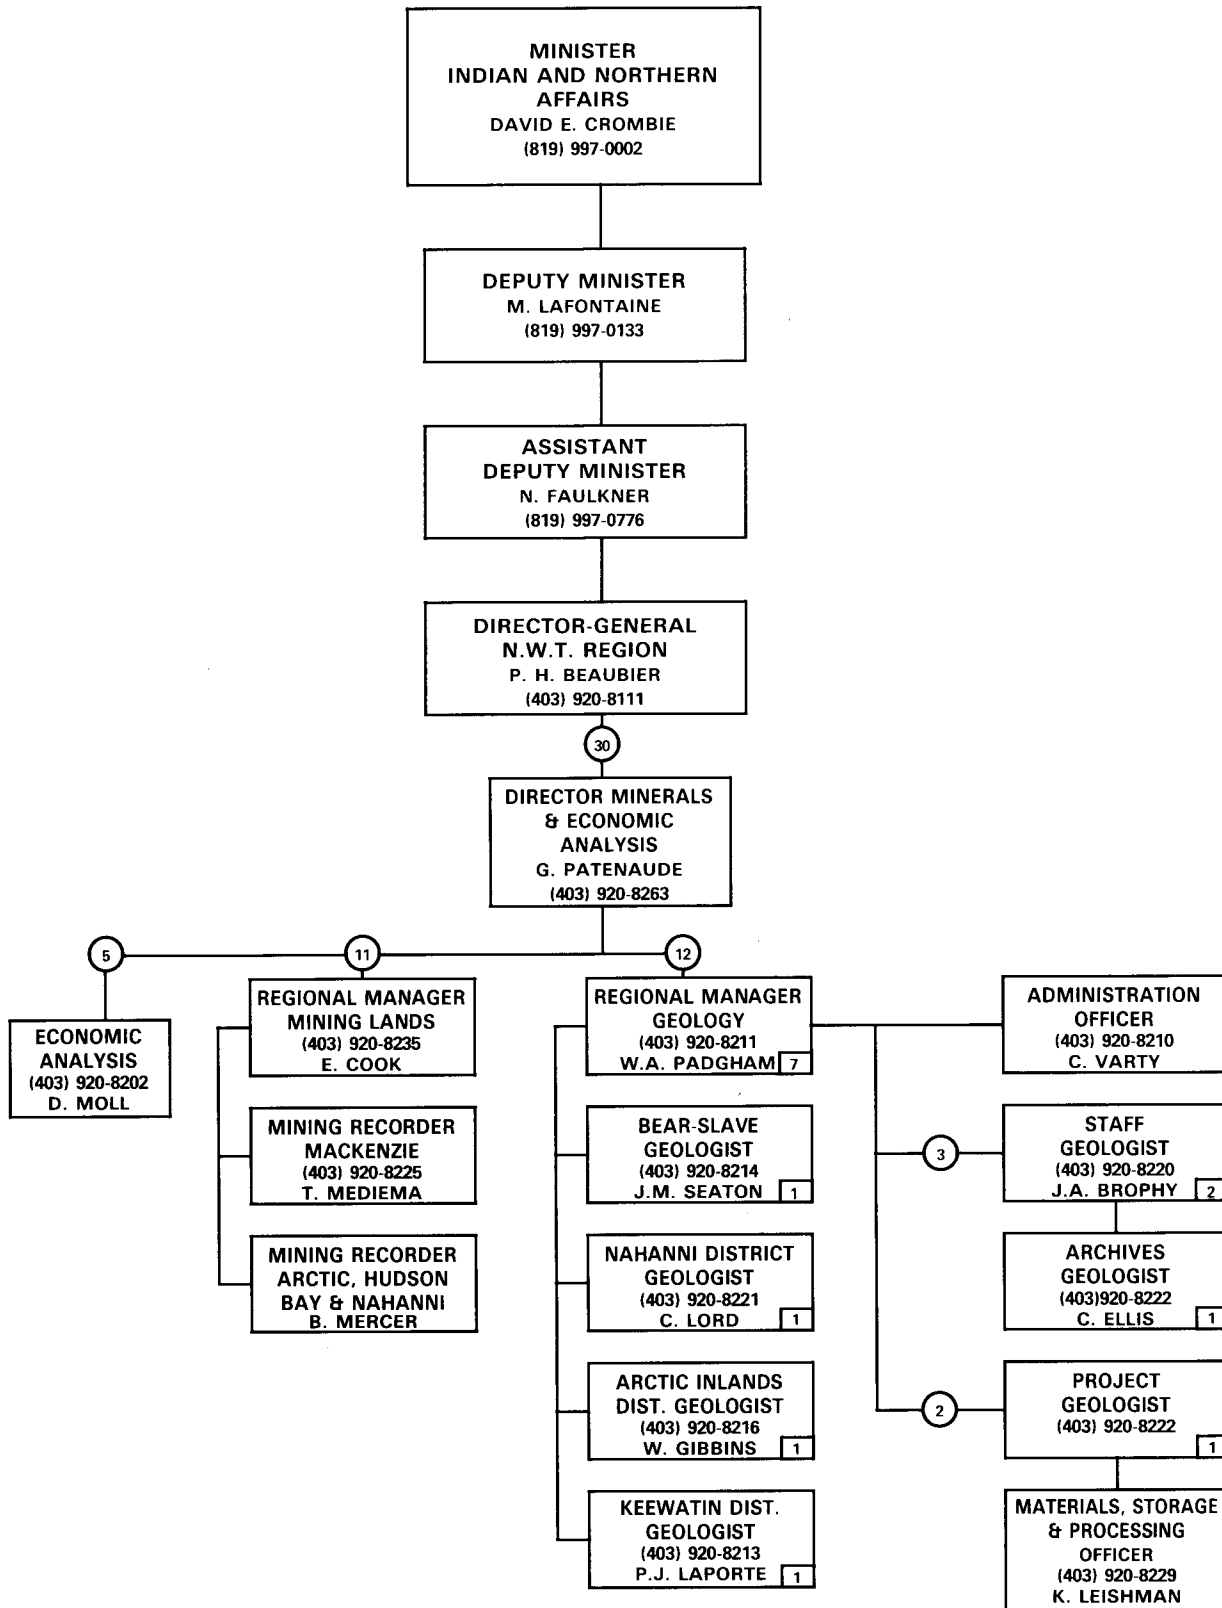 MINISTER
INDIAN AND NORTHERN
AFFAIRS
DAVID E. CROMBIE
(819) 997-0002
DEPUTY MINISTER
M. LAFONTAINE
(819) 997-0133
ASSISTANT
DEPUTY MINISTER
N. FAULKNER
(819) 997-0776
DIRECTOR-GENERAL
N.W.T. REGION
P. H. BEAUBIER
(403) 920-8111
30
DIRECTOR MINERALS
& ECONOMIC
ANALYSIS
G. PATENAUDE
(403) 920-8263
5
ECONOMIC
ANALYSIS
(403) 920-8202
D. MOLL
11
REGIONAL MANAGER
MINING LANDS
(403) 920-8235
E. COOK
MINING RECORDER
MACKENZIE
(403) 920-8225
T. MEDIEMA
MINING RECORDER
ARCTIC, HUDSON
BAY & NAHANNI
B. MERCER
12
REGIONAL MANAGER
GEOLOGY
(403) 920-8211
W.A. PADGHAM 7
BEAR-SLAVE
GEOLOGIST
(403) 920-8214
J.M. SEATON 1
NAHANNI DISTRICT
GEOLOGIST
(403) 920-8221
C. LORD 1
ARCTIC INLANDS
DIST. GEOLOGIST
(403) 920-8216
W. GIBBINS 1
KEEWATIN DIST.
GEOLOGIST
(403) 920-8213
P.J. LAPORTE 1
ADMINISTRATION
OFFICER
(403) 920-8210
C. VARTY
3
STAFF
GEOLOGIST
(403) 920-8220
J.A. BROPHY 2
ARCHIVES
GEOLOGIST
(403)920-8222
C. ELLIS 1
2
PROJECT
GEOLOGIST
(403) 920-8222
1
MATERIALS, STORAGE
& PROCESSING
OFFICER
(403) 920-8229
K. LEISHMAN